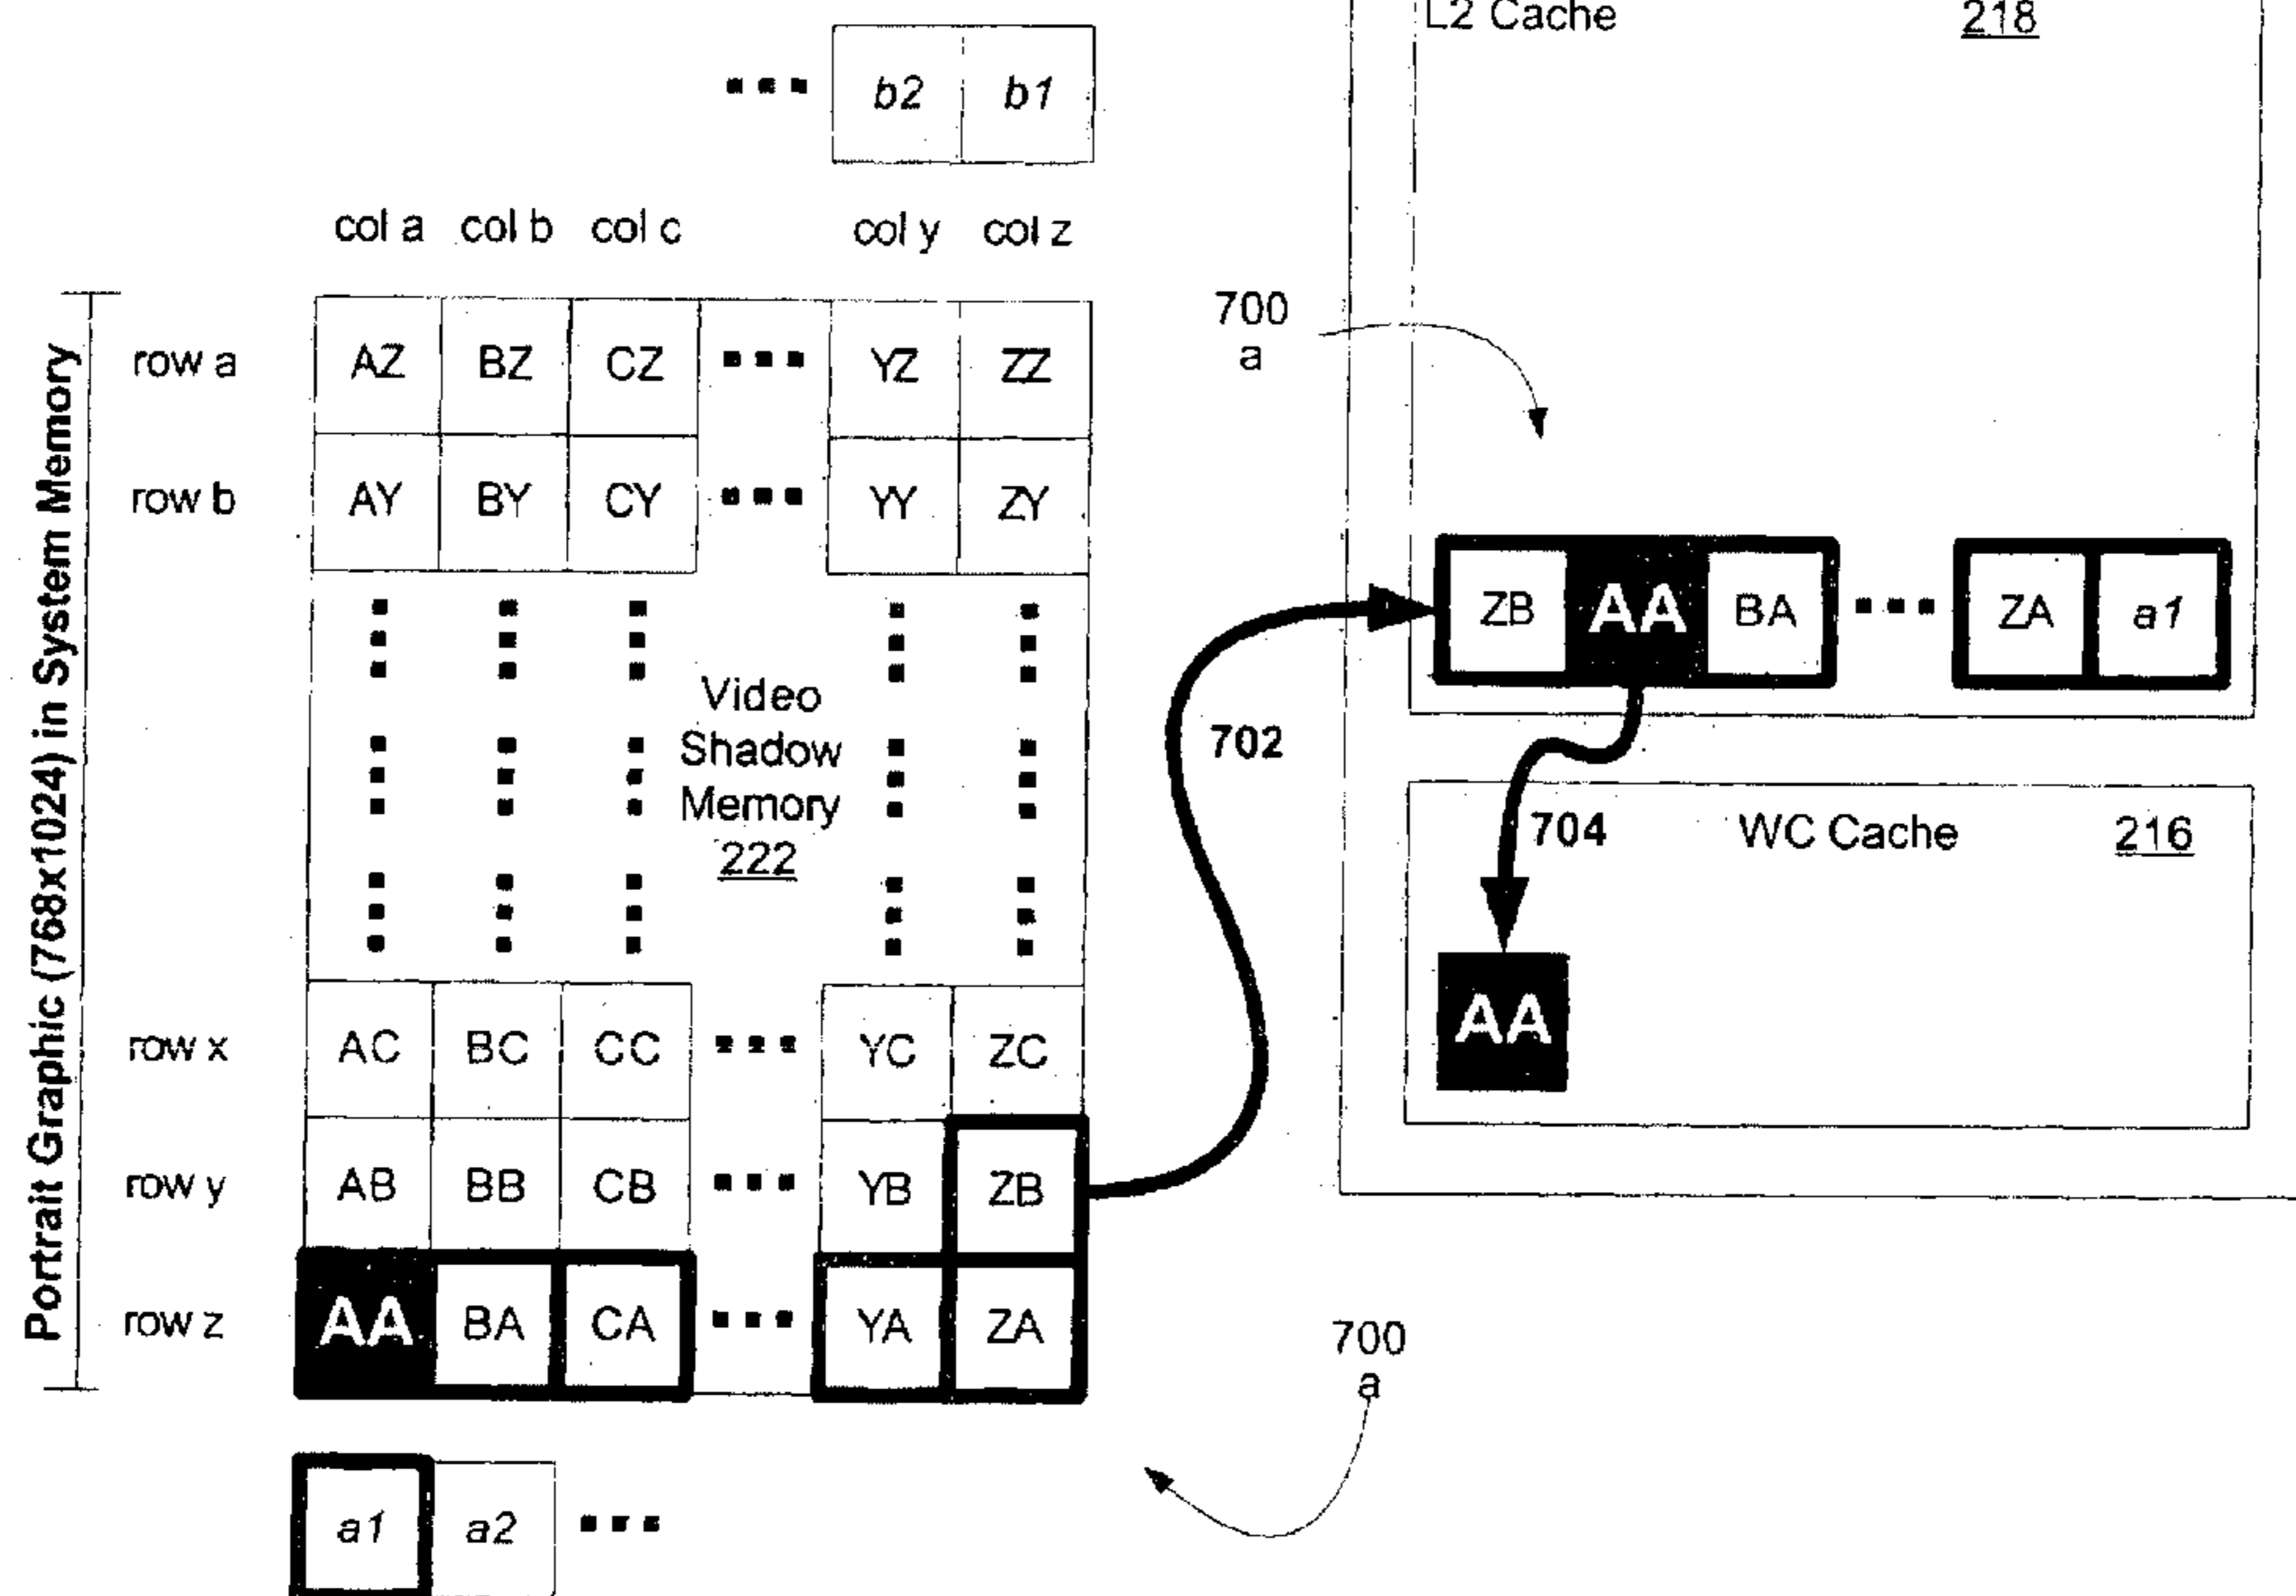 b2 b1
col a col b col c col y col z
Portrait Graphic (768x1024) in System Memory
row a AZ BZ CZ YZ ZZ
row b AY BY CY YY ZY
Video
Shadow
Memory
222
row x AC BC CC YC ZC
row y AB BB CB YB ZB
row z AA BA CA YA ZA
a1 a2
L2 Cache 218
700
a
ZB AA BA ZA a1
702
704 WC Cache 216
AA
700
a